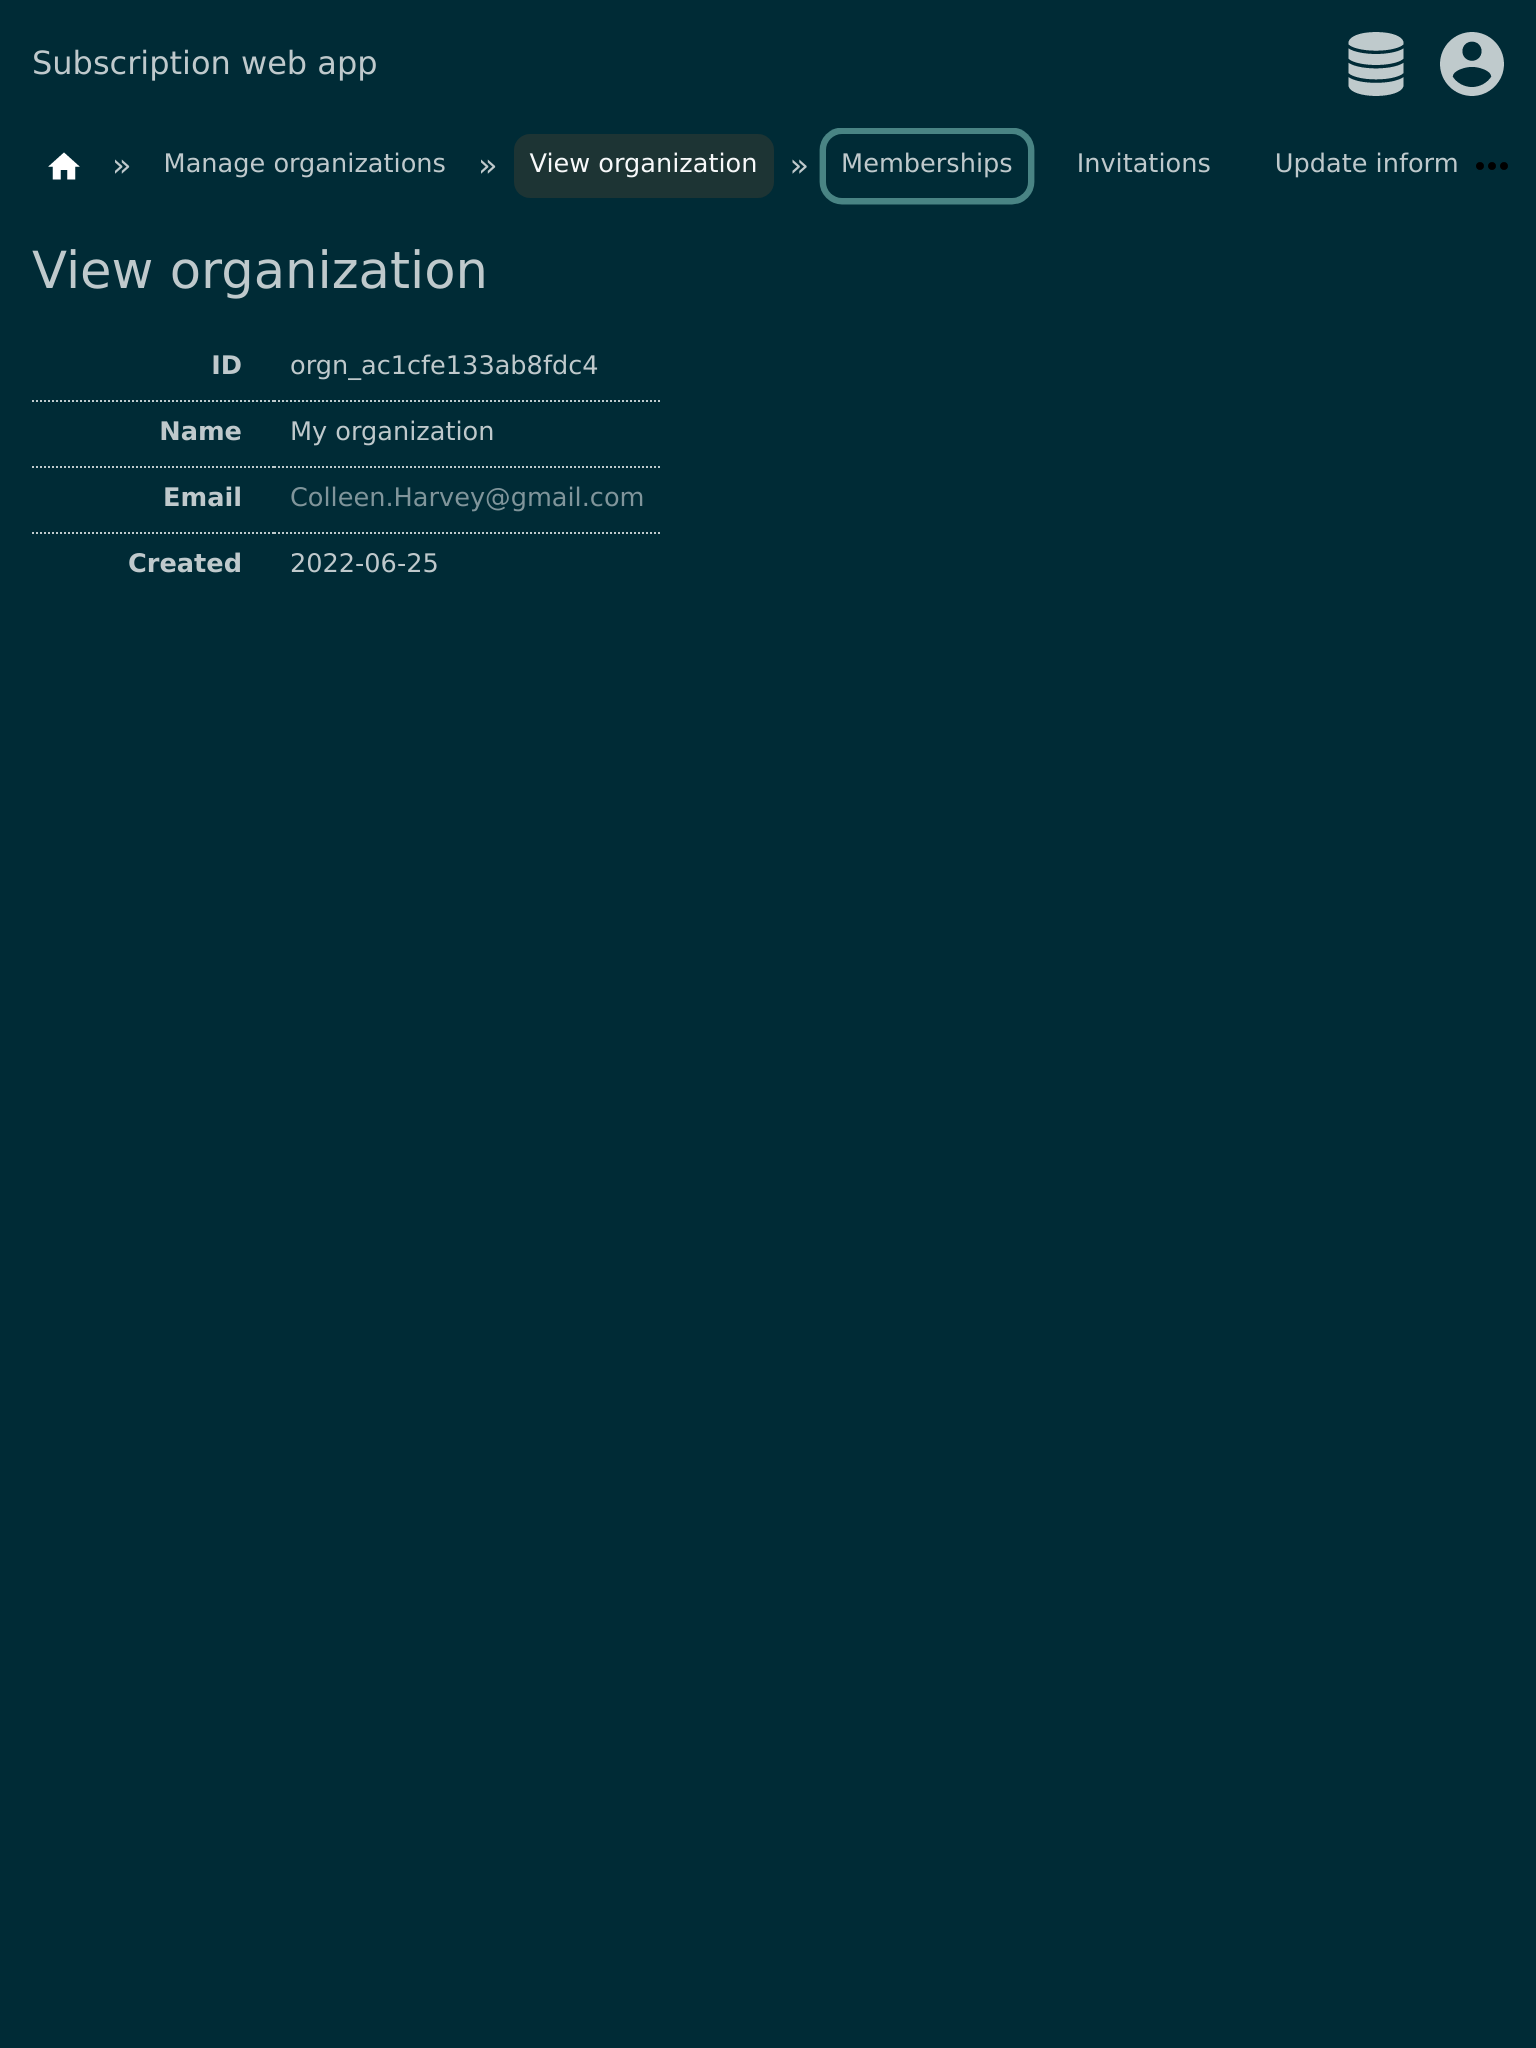 Subscription web app
» Manage organizations » View organization » Memberships Invitations Update inform •••
View organization
ID orgn_ac1cfe133ab8fdc4
Name My organization
Email Colleen.Harvey@gmail.com
Created 2022-06-25